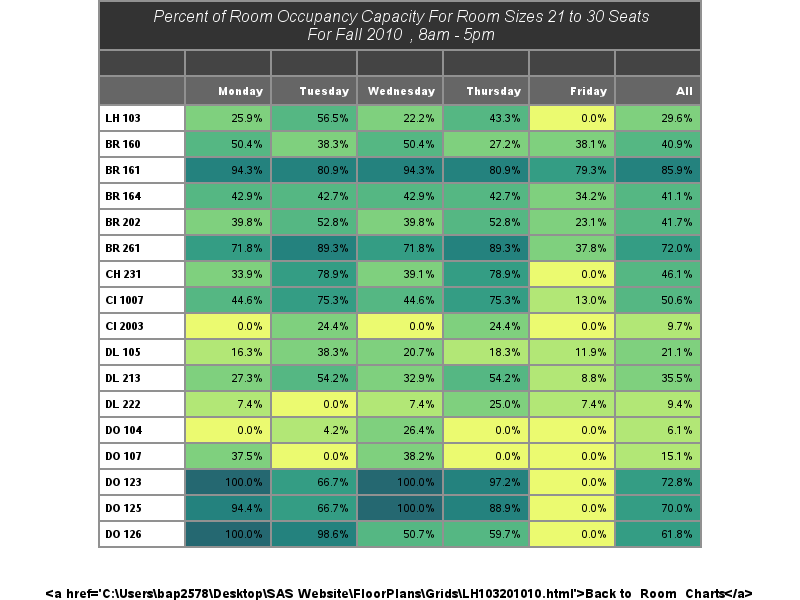 Percent of Room Occupancy Capacity For Room Sizes 21 to 30 Seats
For Fall 2010 , 8am - 5pm
Monday Tuesday Wednesday Thursday Friday All
LH 103 25.9% 56.5% 22.2% 43.3% 0.0% 29.6%
BR 160 50.4% 38.3% 50.4% 27.2% 38.1% 40.9%
BR 161 94.3% 80.9% 94.3% 80.9% 79.3% 85.9%
BR 164 42.9% 42.7% 42.9% 42.7% 34.2% 41.1%
BR 202 39.8% 52.8% 39.8% 52.8% 23.1% 41.7%
BR 261 71.8% 89.3% 71.8% 89.3% 37.8% 72.0%
CH 231 33.9% 78.9% 39.1% 78.9% 0.0% 46.1%
CI 1007 44.6% 75.3% 44.6% 75.3% 13.0% 50.6%
CI 2003 0.0% 24.4% 0.0% 24.4% 0.0% 9.7%
DL 105 16.3% 38.3% 20.7% 18.3% 11.9% 21.1%
DL 213 27.3% 54.2% 32.9% 54.2% 8.8% 35.5%
DL 222 7.4% 0.0% 7.4% 25.0% 7.4% 9.4%
DO 104 0.0% 4.2% 26.4% 0.0% 0.0% 6.1%
DO 107 37.5% 0.0% 38.2% 0.0% 0.0% 15.1%
DO 123 100.0% 66.7% 100.0% 97.2% 0.0% 72.8%
DO 125 94.4% 66.7% 100.0% 88.9% 0.0% 70.0%
DO 126 100.0% 98.6% 50.7% 59.7% 0.0% 61.8%
<a href='C:\Users\bap2578\Desktop\SAS Website\FloorPlans\Grids\LH103201010.html'>Back to Room Charts</a>